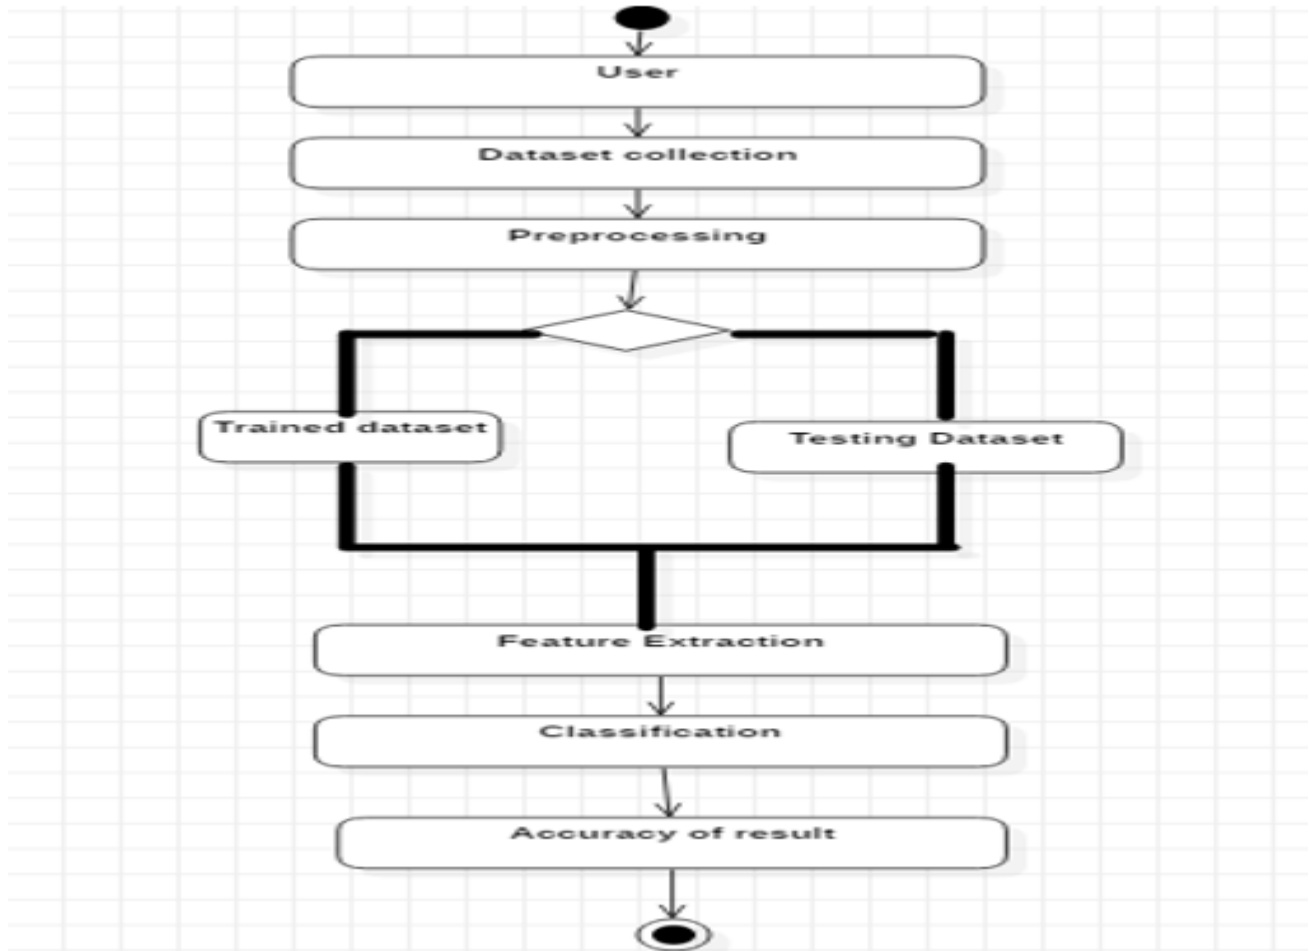 User
Dataset collection
Preprocessing
Trained dataset
Testing Dataset
Feature Extraction
Classification
Accuracy of result